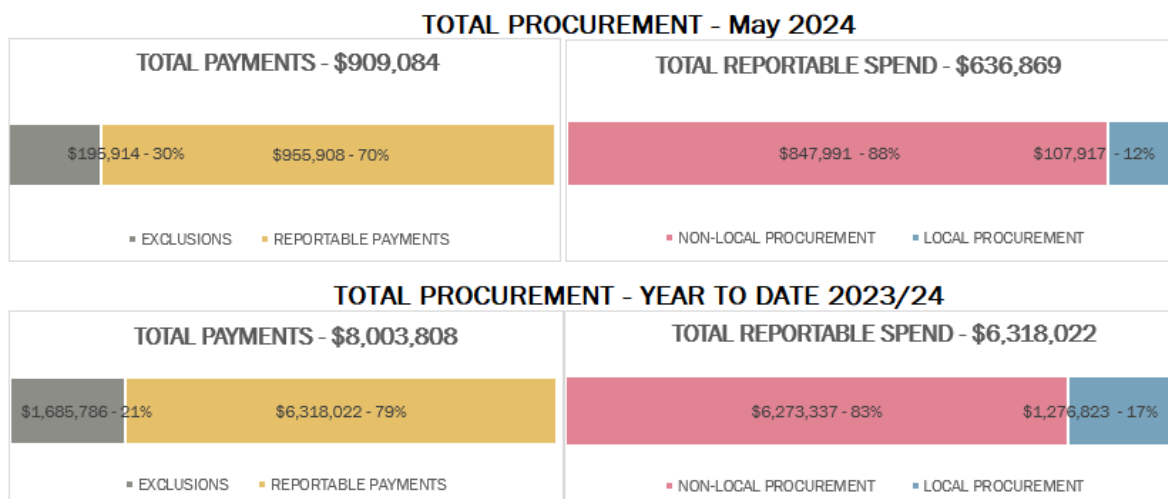 TOTAL PROCUREMENT - May 2024
TOTAL PAYMENTS - $909,084
$195,914 - 30% $955,908 - 70%
EXCLUSIONS REPORTABLE PAYMENTS
TOTAL REPORTABLE SPEND - $636,869
$847,991 - 88% $107,917 - 12%
NON-LOCAL PROCUREMENT LOCAL PROCUREMENT
TOTAL PROCUREMENT - YEAR TO DATE 2023/24
TOTAL PAYMENTS - $8,003,808
$1,685,786 - 21% $6,318,022 - 79%
EXCLUSIONS REPORTABLE PAYMENTS
TOTAL REPORTABLE SPEND - $6,318,022
$6,273,337 - 83% $1,276,823 - 17%
NON-LOCAL PROCUREMENT LOCAL PROCUREMENT